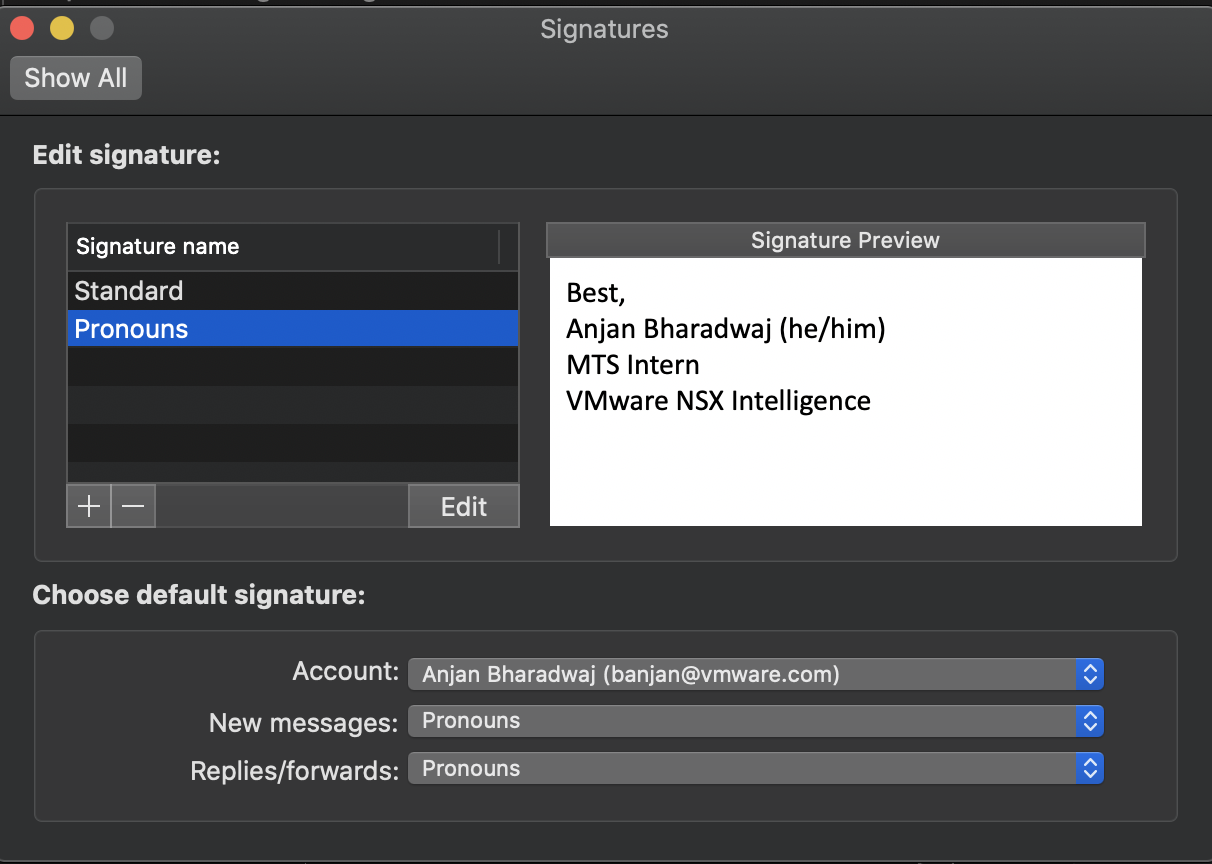 Signatures
Show All
Edit signature:
Signature name
Standard
Pronouns
Edit
Signature Preview
Best,
Anjan Bharadwaj (he/him)
MTS Intern
VMware NSX Intelligence
Choose default signature:
Account: Anjan Bharadwaj (banjan@vmware.com)
New messages: Pronouns
Replies/forwards: Pronouns